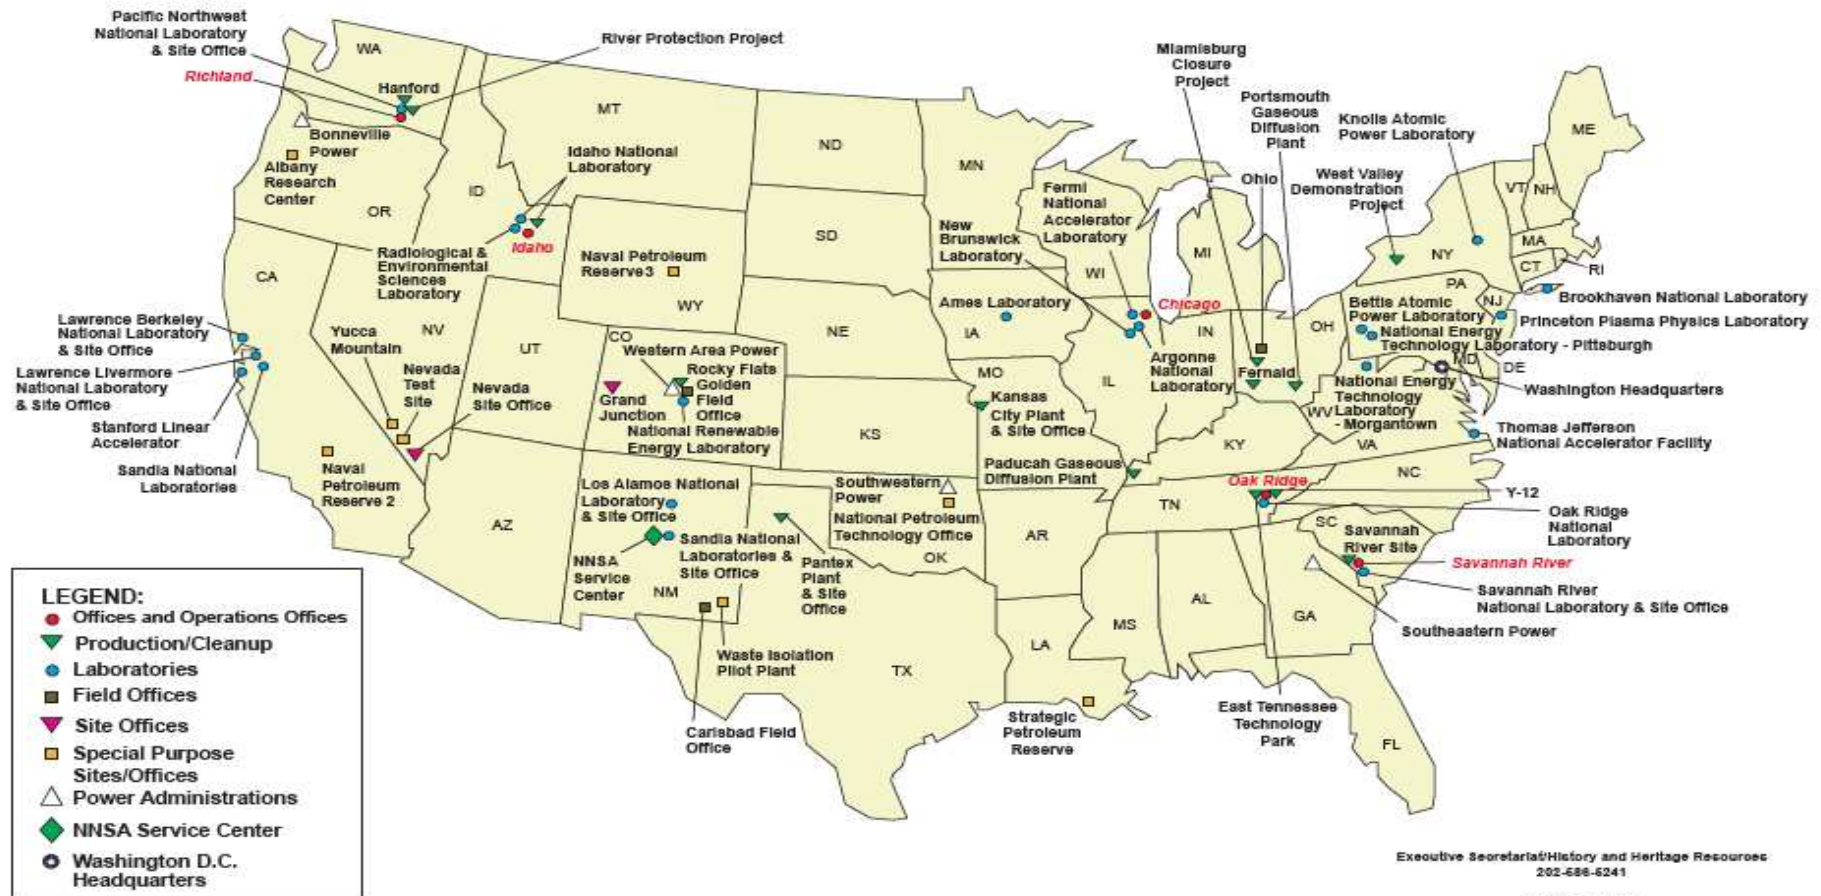 Pacific Northwest
National Laboratory
& Site Office
Richland
WA
Hanford
River Protection Project
Bonneville
Power
Albany
Research
Center
OR
ID
MT
Idaho National
Laboratory
Idaho
Radiological &
Environmental
Sciences
Laboratory
ND
SD
MN
Naval Petroleum
Reserve 3
WY
NE
Ames Laboratory
IA
New
Brunswick
Laboratory
Fermi
National
Accelerator
Laboratory
WI
MI
Chicago
Argonne
National
Laboratory
IL
IN
OH
Miamisburg
Closure
Project
Portsmouth
Gaseous
Diffusion
Plant
Ohio
Fernald
Knolls Atomic
Power Laboratory
West Valley
Demonstration
Project
ME
VT
NH
MA
CT
RI
NY
PA
NJ
Brookhaven National Laboratory
Princeton Plasma Physics Laboratory
Bettis Atomic
Power Laboratory
National Energy
Technology Laboratory - Pittsburgh
MD
DE
Washington Headquarters
National Energy
Technology
Laboratory
- Morgantown
WV
VA
Thomas Jefferson
National Accelerator Facility
CA
NV
UT
CO
Lawrence Berkeley
National Laboratory
& Site Office
Lawrence Livermore
National Laboratory
& Site Office
Stanford Linear
Accelerator
Sandia National
Laboratories
Yucca
Mountain
Nevada
Test
Site
Nevada
Site Office
Naval
Petroleum
Reserve 2
Western Area Power
Rocky Flats
Golden
Field
Office
Grand
Junction
National Renewable
Energy Laboratory
KS
MO
Kansas
City Plant
& Site Office
Paducah Gaseous
Diffusion Plant
KY
TN
Oak Ridge
NC
Y-12
Oak Ridge
National
Laboratory
SC
Savannah
River Site
Savannah River
Savannah River
National Laboratory & Site Office
Southeastern Power
East Tennessee
Technology
Park
AZ
NM
Los Alamos National
Laboratory
& Site Office
Sandia National
Laboratories &
Site Office
NNSA
Service
Center
Pantex
Plant
& Site
Office
Southwestern
Power
National Petroleum
Technology Office
OK
AR
Waste Isolation
Pilot Plant
Carlsbad Field
Office
TX
LA
MS
AL
GA
FL
Strategic
Petroleum
Reserve
LEGEND:
Offices and Operations Offices
Production/Cleanup
Laboratories
Field Offices
Site Offices
Special Purpose
Sites/Offices
Power Administrations
NNSA Service Center
Washington D.C.
Headquarters
Executive Secretariat/History and Heritage Resources
202-586-5241